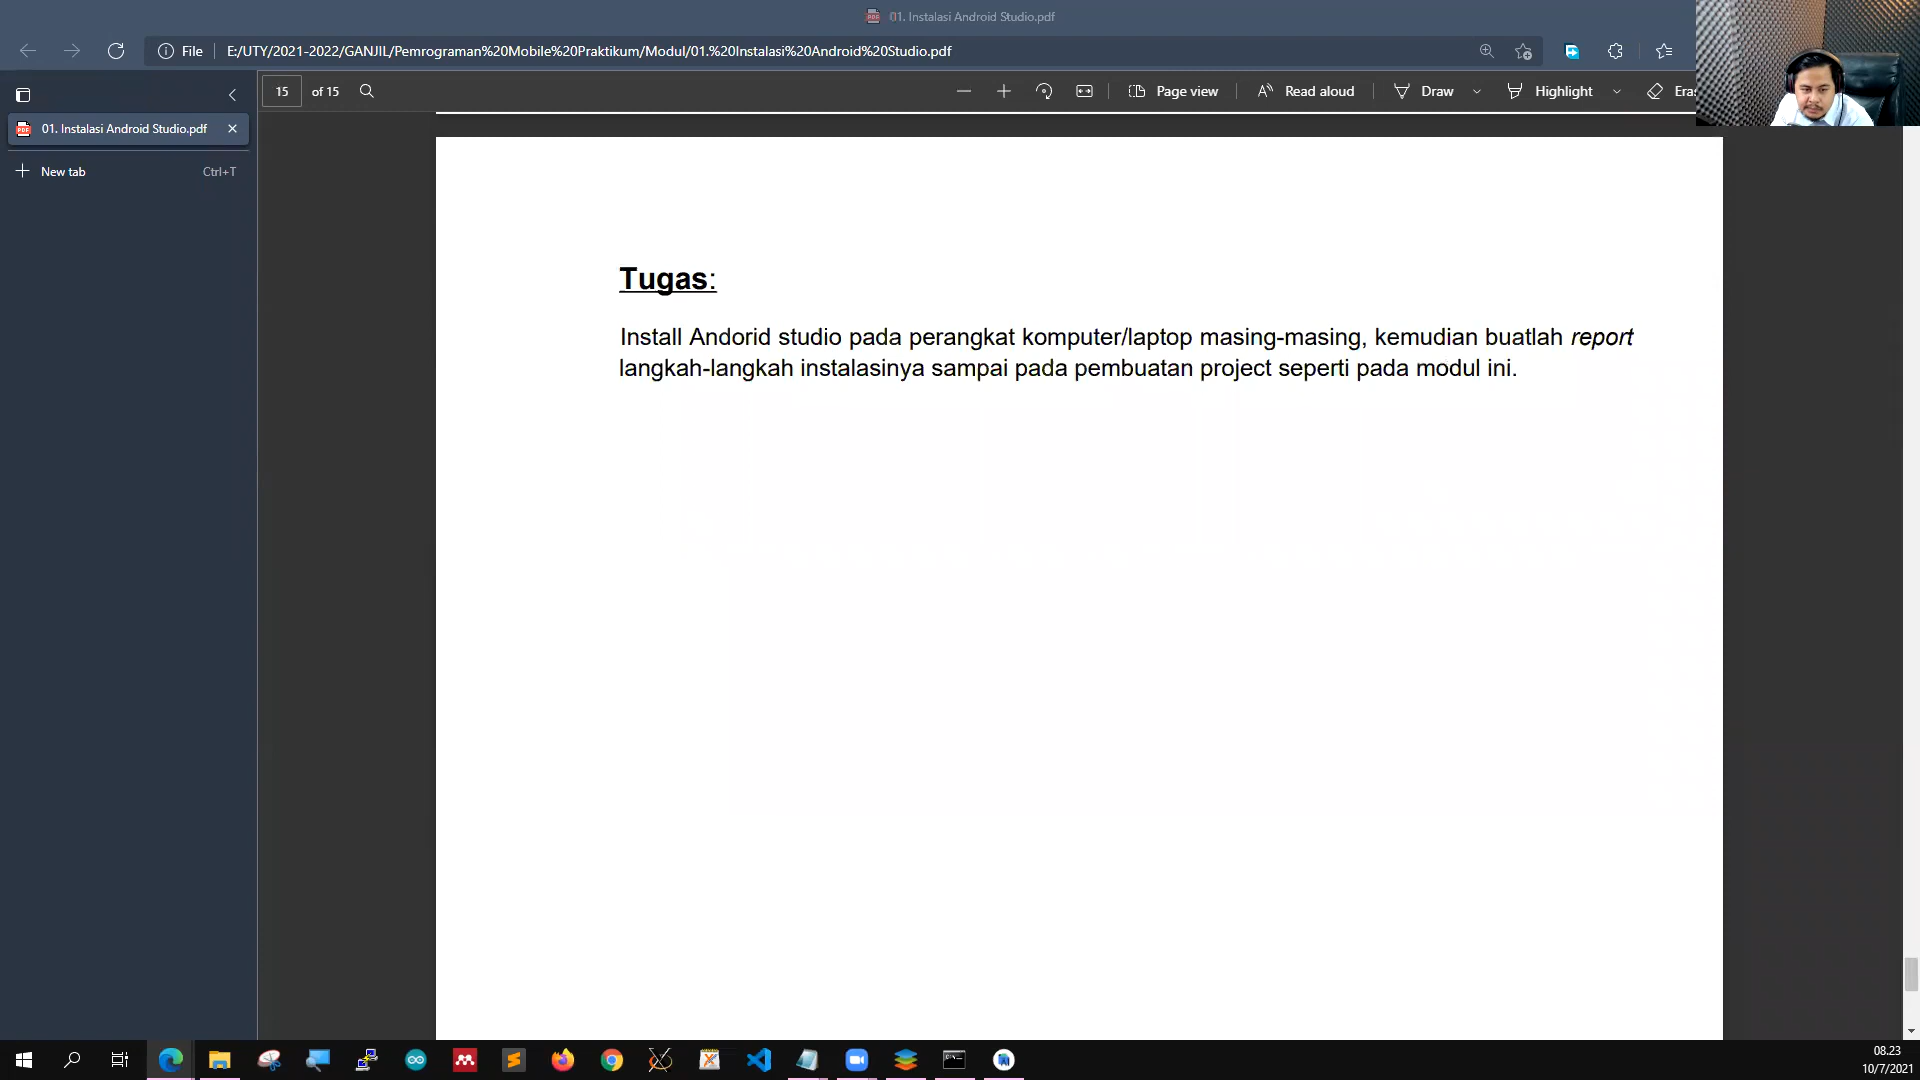 01. Instalasi Android Studio.pdf
File
E:/UTY/2021-2022/GANJIL/Pemrograman%20Mobile%20Praktikum/Modul/01.%20Instalasi%20Android%20Studio.pdf
15 of 15
Page view
Read aloud
Draw
Highlight
Eras
01. Instalasi Android Studio.pdf
New tab
Ctrl+T
Tugas:
Install Andorid studio pada perangkat komputer/laptop masing-masing, kemudian buatlah report
langkah-langkah instalasinya sampai pada pembuatan project seperti pada modul ini.
08.23
10/7/2021